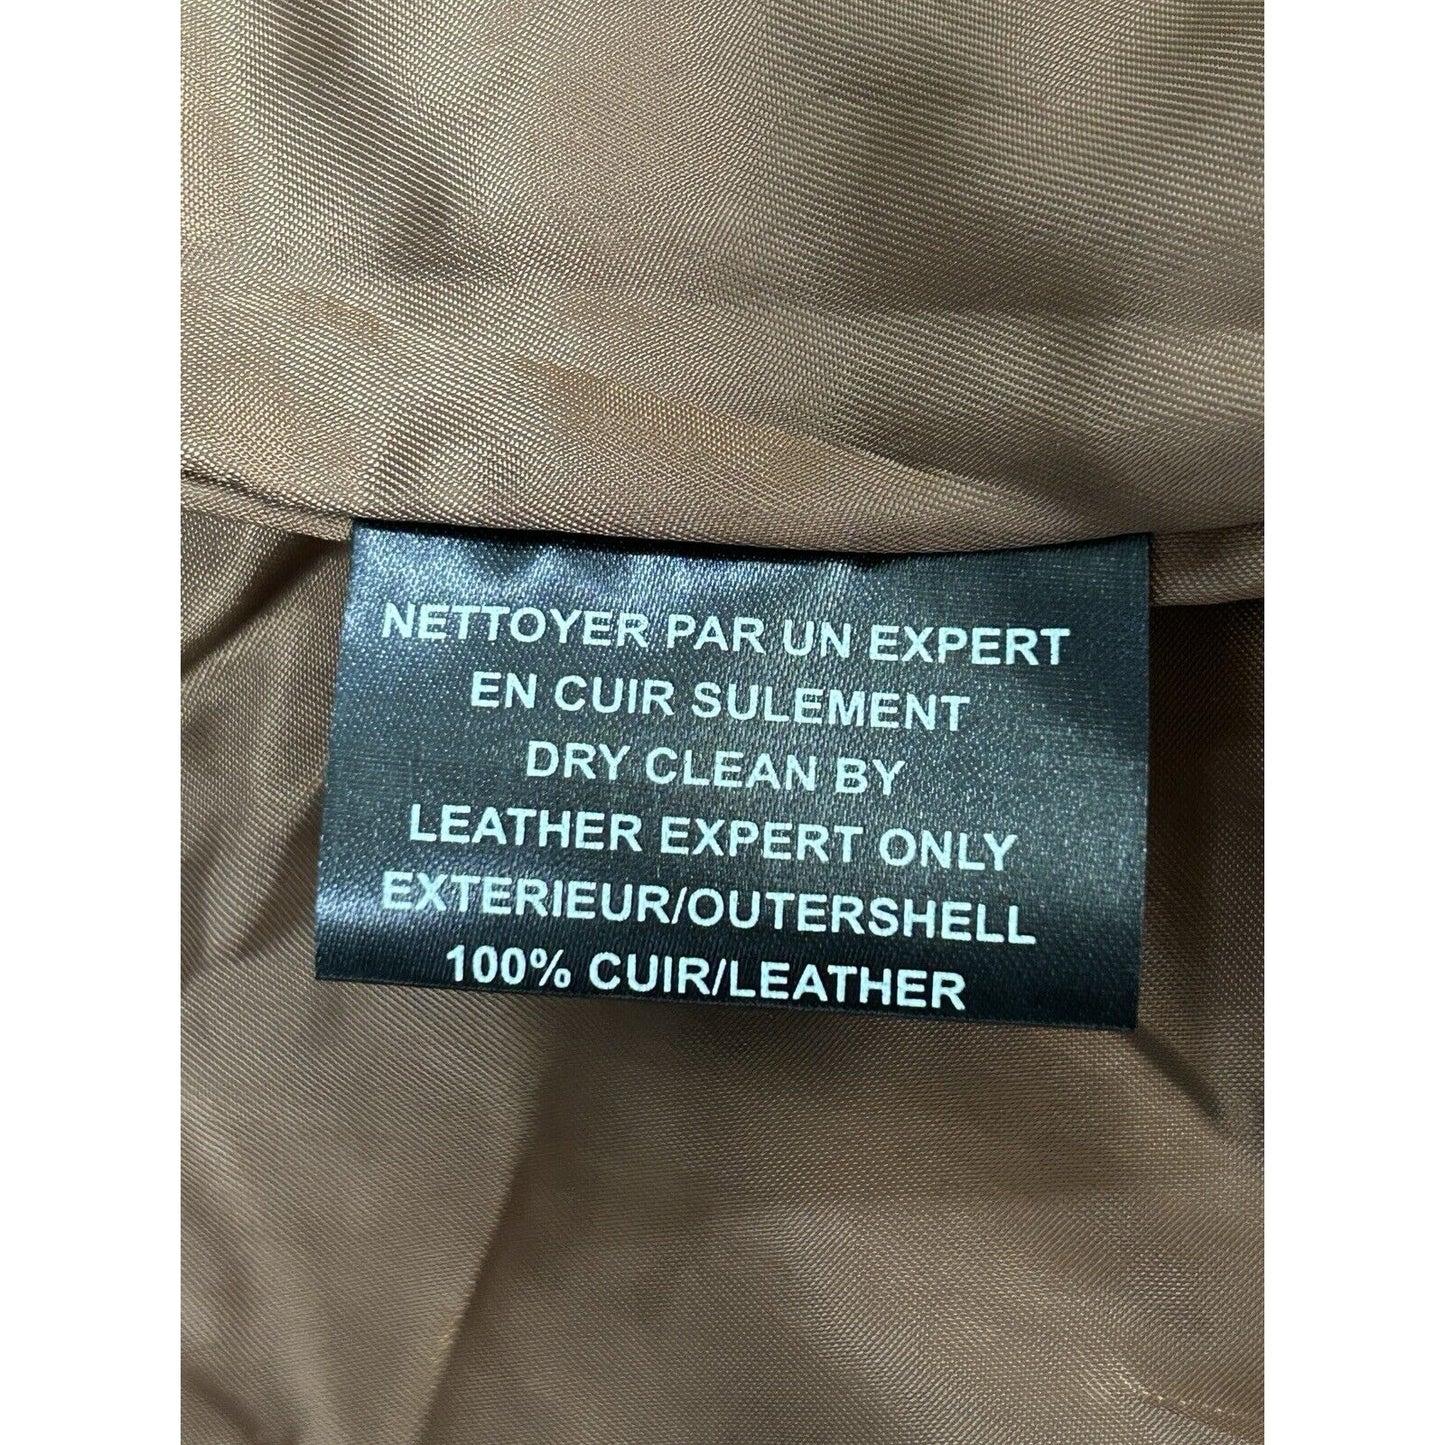 NETTOYER PAR UN EXPERT
EN CUIR SULEMENT
DRY CLEAN BY
LEATHER EXPERT ONLY
EXTERIEUR/OUTERSHELL
100% CUIR/LEATHER